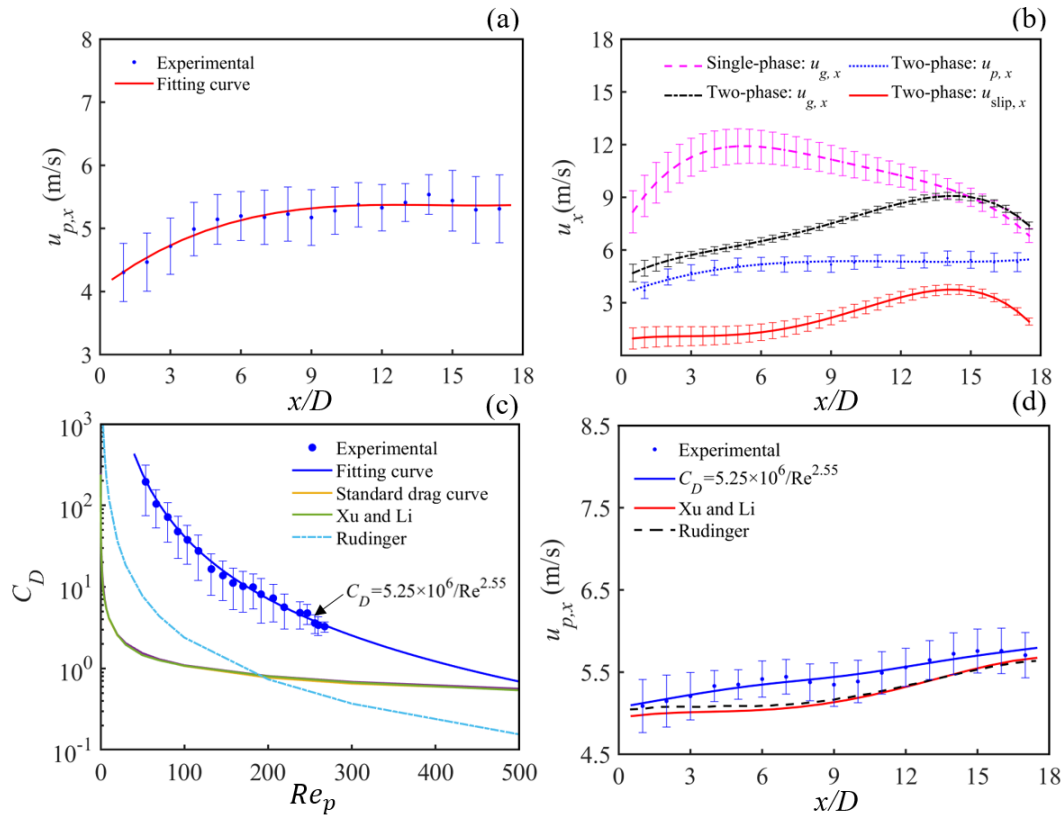 (a)
Experimental
Fitting curve
8
7
6
5
4
3
0 3 6 9 12 15 18
u_{p,x} (m/s)
x/D
(b)
Single-phase: u_{g, x}
Two-phase: u_{p, x}
Two-phase: u_{g, x}
Two-phase: u_{slip, x}
18
15
12
9
6
3
0 3 6 9 12 15 18
u_x (m/s)
x/D
(c)
Experimental
Fitting curve
Standard drag curve
Xu and Li
Rudinger
C_D=5.25×10^6/Re^{2.55}
10^3
10^2
10^1
10^0
10^{-1}
0 100 200 300 400 500
C_D
Re_p
(d)
Experimental
C_D=5.25×10^6/Re^{2.55}
Xu and Li
Rudinger
8.5
7.5
6.5
5.5
4.5
0 3 6 9 12 15 18
u_{p,x} (m/s)
x/D